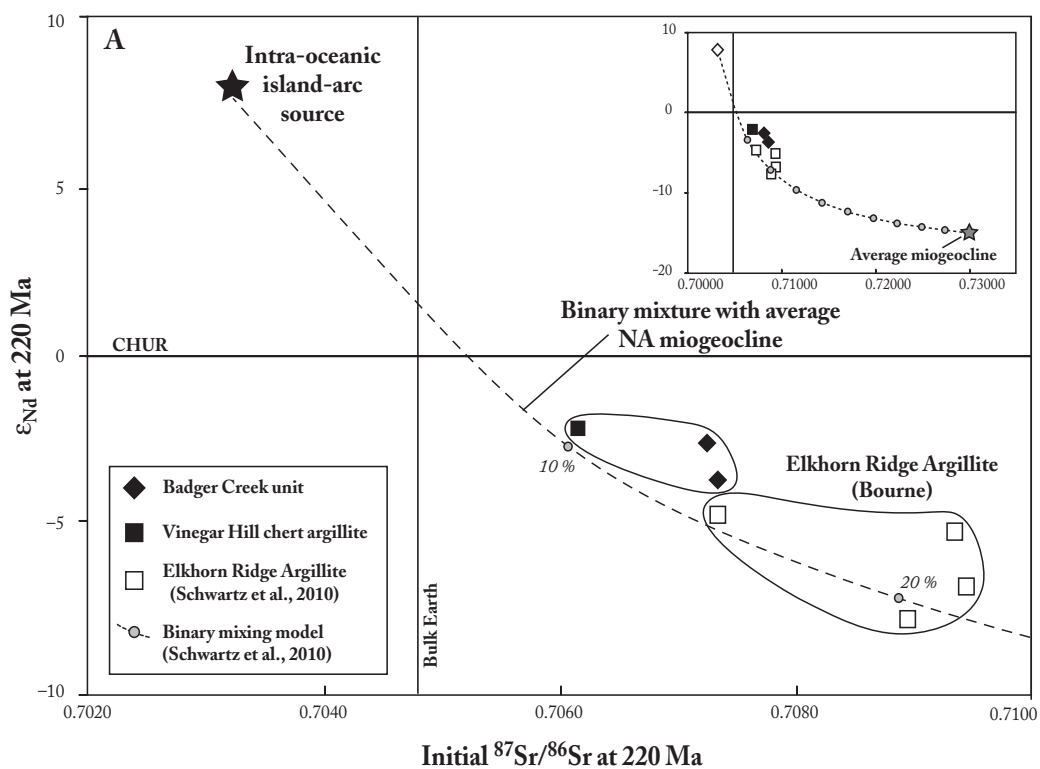 A
Intra-oceanic
island-arc
source
10
5
0
−5
−10
εNd at 220 Ma
CHUR
Bulk Earth
10
0
−10
−20
0.70000
0.71000
0.72000
0.73000
Average miogeocline
Binary mixture with average
NA miogeocline
10 %
20 %
Elkhorn Ridge Argillite
(Bourne)
Badger Creek unit
Vinegar Hill chert argillite
Elkhorn Ridge Argillite
(Schwartz et al., 2010)
Binary mixing model
(Schwartz et al., 2010)
0.7020
0.7040
0.7060
0.7080
0.7100
Initial ⁸⁷Sr/⁸⁶Sr at 220 Ma